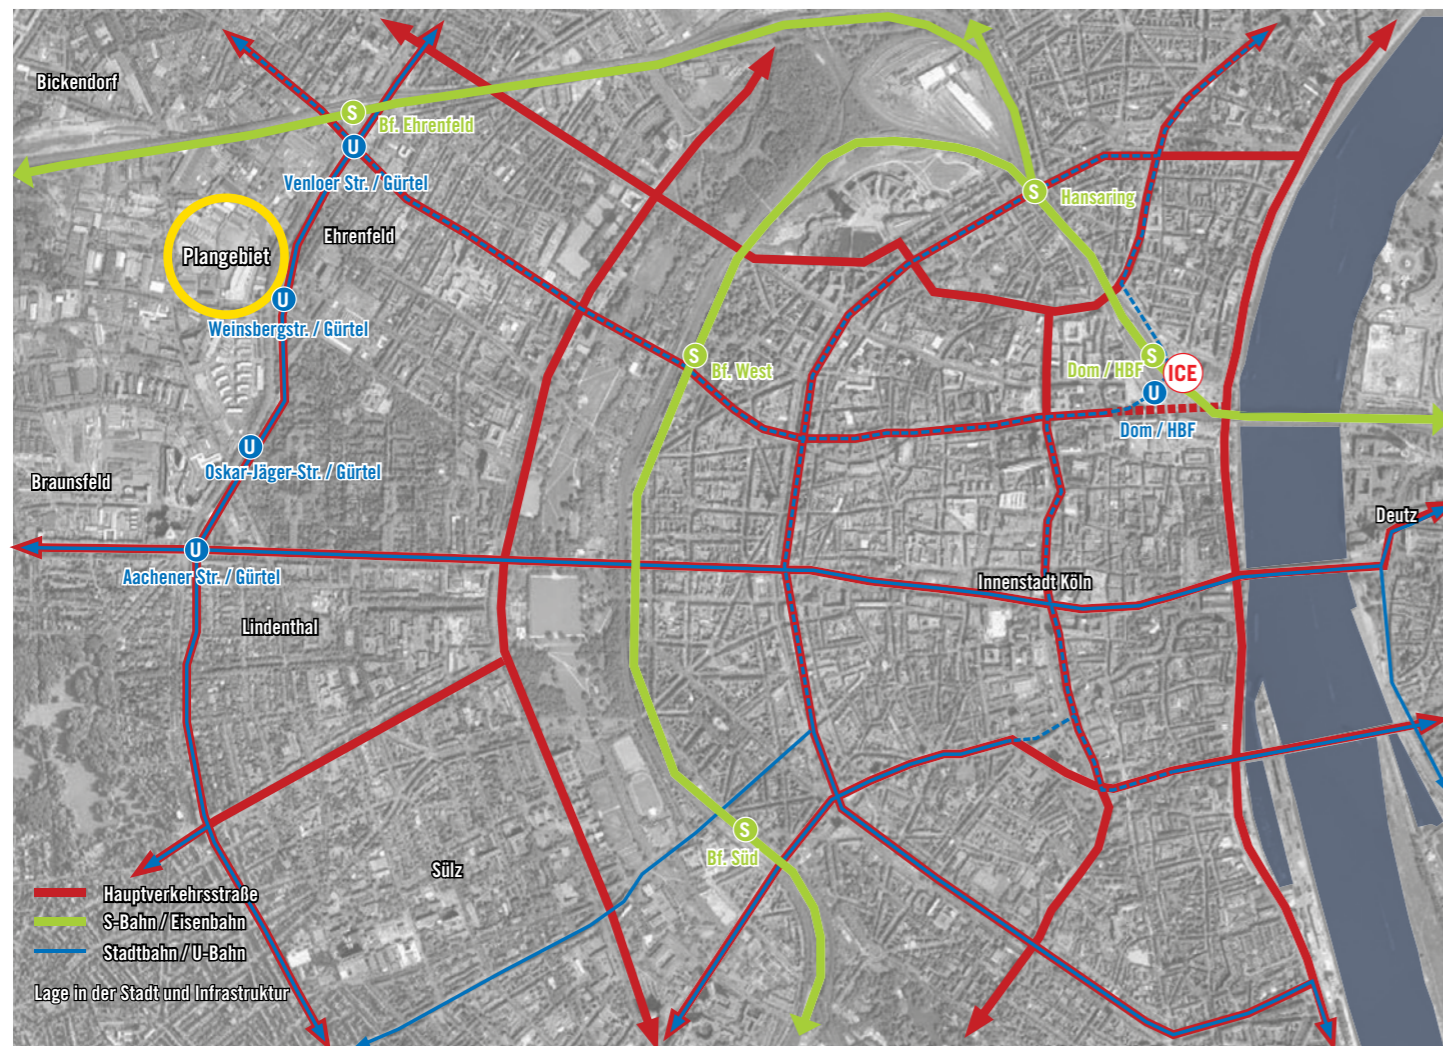 Bickendorf
S
Bf. Ehrenfeld
U
Venloer Str. / Gürtel
S
Hansaring
Ehrenfeld
Plangebiet
U
Weinsbergstr. / Gürtel
S
Bf. West
S
Dom / HBF
ICE
U
Dom / HBF
U
Oskar-Jäger-Str. / Gürtel
Braunsfeld
Deutz
U
Aachener Str. / Gürtel
Innenstadt Köln
Lindenthal
S
Bf. Süd
Sülz
Hauptverkehrsstraße
S-Bahn / Eisenbahn
Stadtbahn / U-Bahn
Lage in der Stadt und Infrastruktur